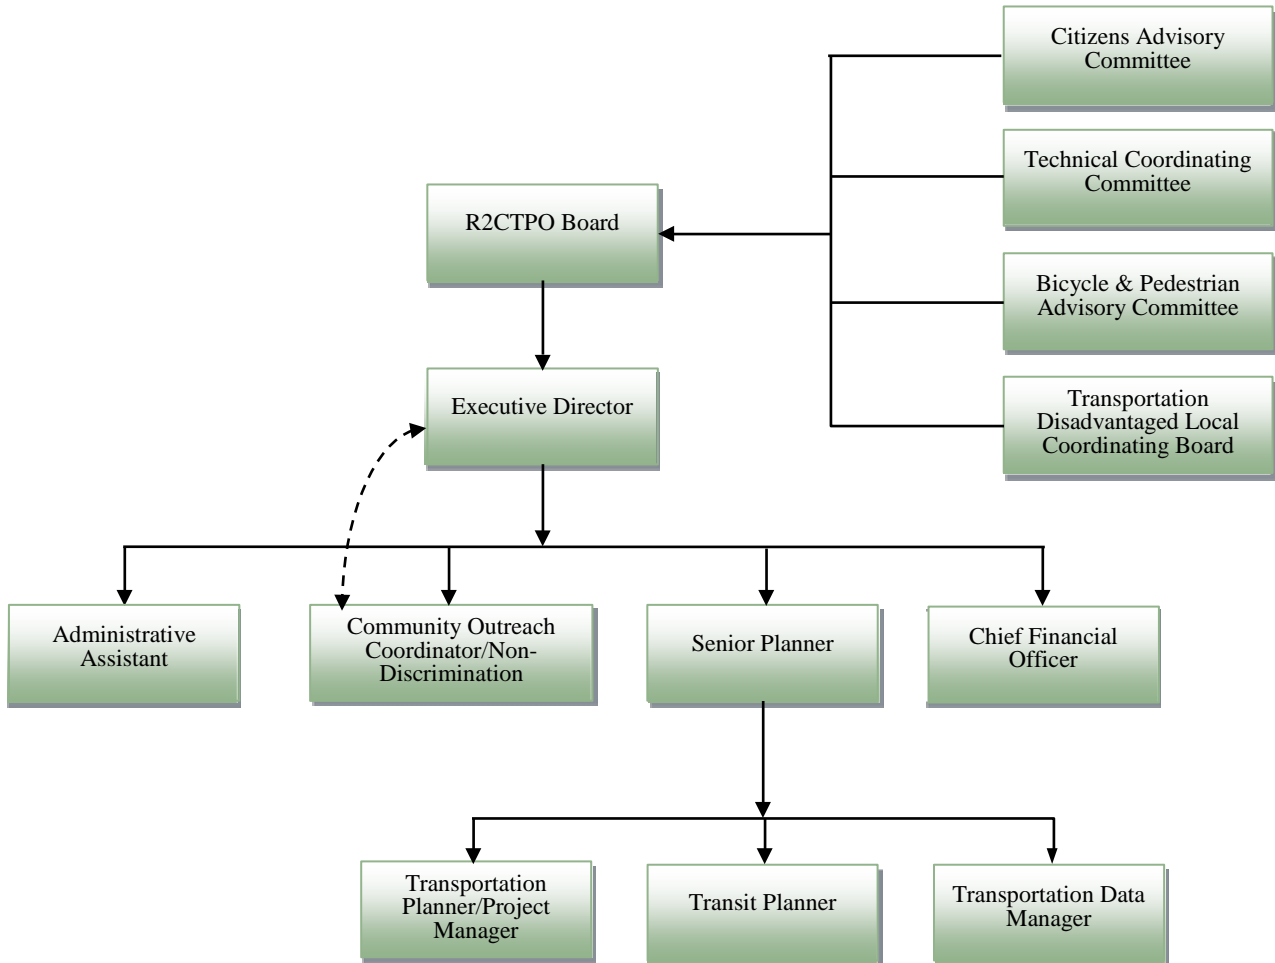 Citizens Advisory
Committee
Technical Coordinating
Committee
R2CTPO Board
Bicycle & Pedestrian
Advisory Committee
Executive Director
Transportation
Disadvantaged Local
Coordinating Board
Administrative
Assistant
Community Outreach
Coordinator/Non-
Discrimination
Senior Planner
Chief Financial
Officer
Transportation
Planner/Project
Manager
Transit Planner
Transportation Data
Manager